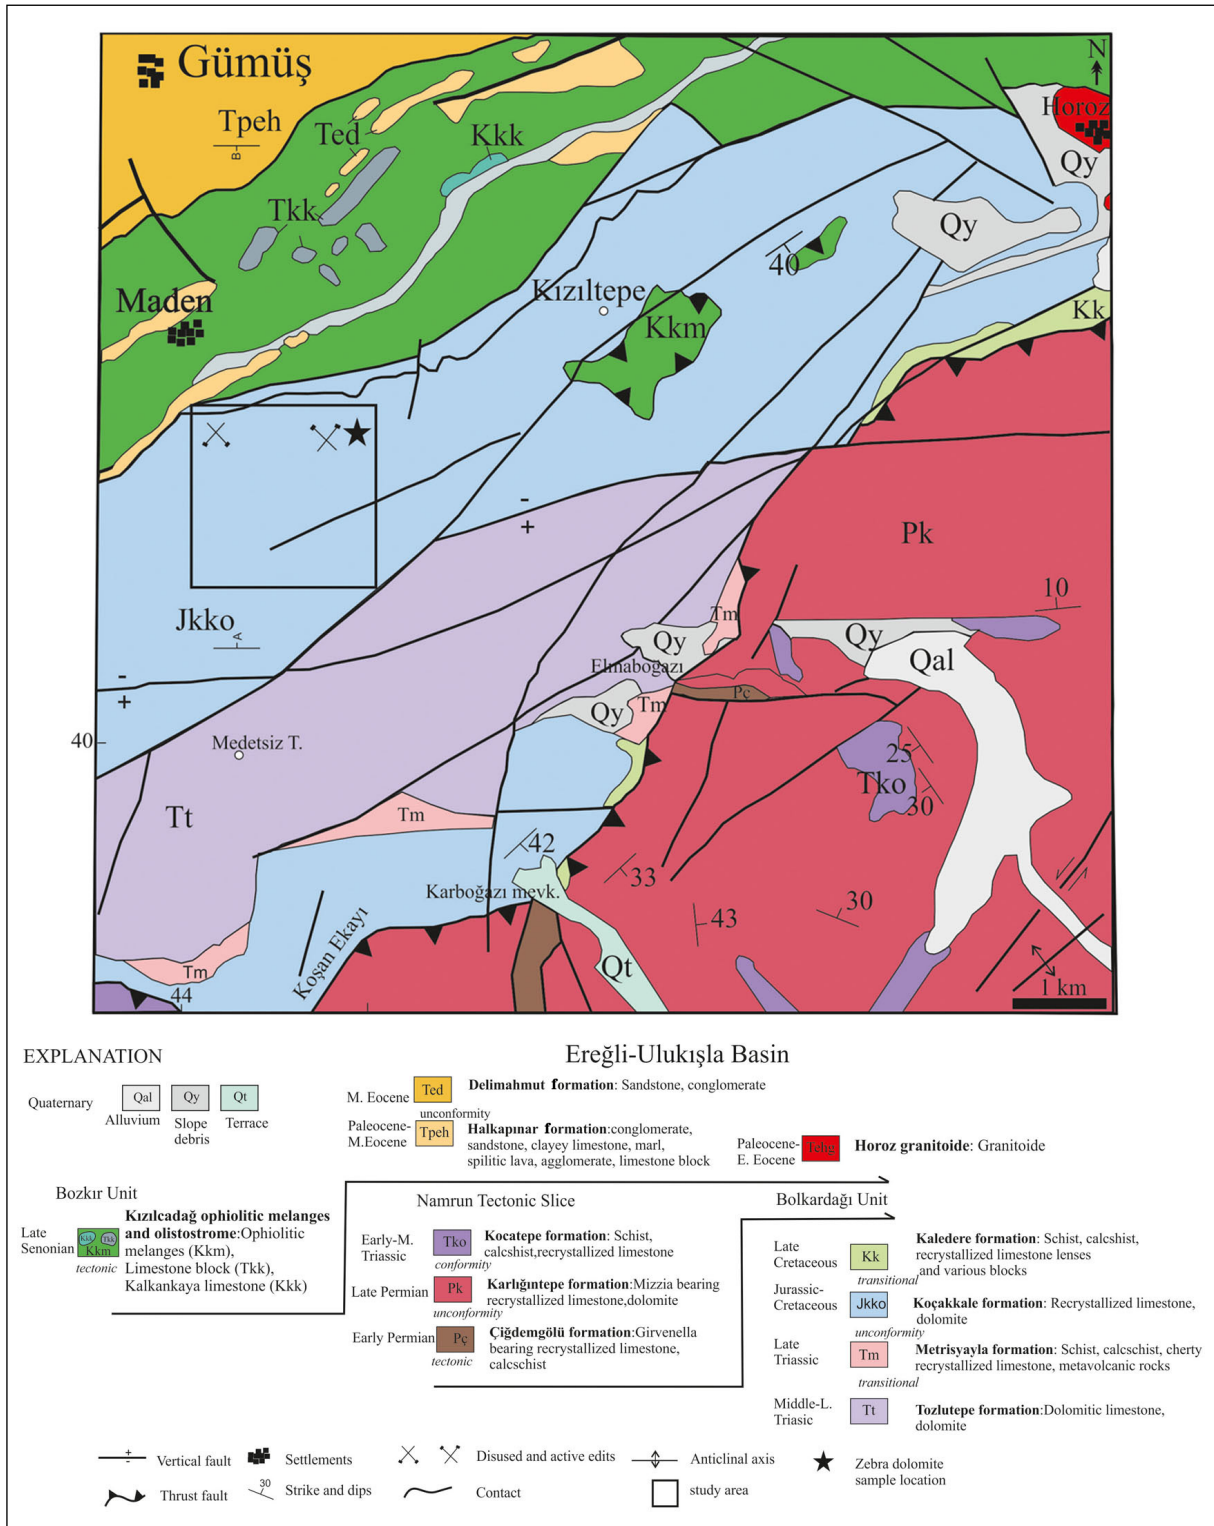 Gümüş
N
Horoz
Tpeh
B
Ted
Kkk
Qy
Tkk
Qy
40
Maden
Kızıltepe
Kkm
Kk
-
+
Pk
10
Jkko
A
Tm
Qy
Elmaboğazı
Qy
Qal
-
+
Pç
Qy
Tm
40
Medetsiz T.
25
Tko
30
Tt
Tm
42
33
Karboğazı mevk.
43
30
Koşan Ekayı
Tm
44
Qt
1 km
EXPLANATION
Ereğli-Ulukışla Basin
Quaternary
Qal
Qy
Qt
Alluvium
Slope
debris
Terrace
M. Eocene
Ted
Delimahmut formation: Sandstone, conglomerate
unconformity
Paleocene-
M.Eocene
Tpeh
Halkapınar formation:conglomerate,
sandstone, clayey limestone, marl,
spilitic lava, agglomerate, limestone block
Paleocene-
E. Eocene
Tehg
Horoz granitoide: Granitoide
Bozkır Unit
Late
Senonian
Kkk
Tkk
Kkm
tectonic
Kızılcadağ ophiolitic melanges
and olistostrome:Ophiolitic
melanges (Kkm),
Limestone block (Tkk),
Kalkankaya limestone (Kkk)
Namrun Tectonic Slice
Early-M.
Triassic
Tko
Kocatepe formation: Schist,
calcshist,recrystallized limestone
conformity
Late Permian
Pk
Karlığıntepe formation:Mizzia bearing
recrystallized limestone,dolomite
unconformity
Early Permian
Pç
Çiğdemgölü formation:Girvenella
bearing recrystallized limestone,
calcschist
tectonic
Bolkardağı Unit
Late
Cretaceous
Kk
Kaledere formation: Schist, calcshist,
recrystallized limestone lenses
and various blocks
transitional
Jurassic-
Cretaceous
Jkko
Koçakkale formation: Recrystallized limestone,
dolomite
unconformity
Late
Triassic
Tm
Metrisyayla formation: Schist, calcschist, cherty
recrystallized limestone, metavolcanic rocks
transitional
Middle-L.
Triasic
Tt
Tozlutepe formation:Dolomitic limestone,
dolomite
+
-
Vertical fault
Settlements
Disused and active edits
Anticlinal axis
Zebra dolomite
sample location
Thrust fault
30
Strike and dips
Contact
study area